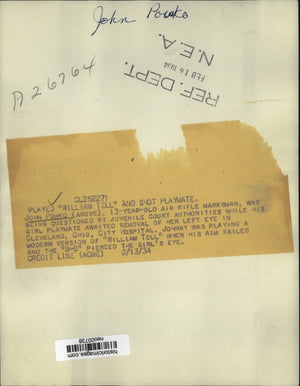 John Powko
REF. DEPT.
FEB 16 1934
N.E.A.
A26764
CL252271
PLAYED "WILLIAM TELL" AND SHOT PLAYMATE.
JOHN POWKO (ABOVE), 13-YEAR-OLD AIR RIFLE MARKSMAN, WAS
BEING QUESTIONED BY JUVENILE COURT AUTHORITIES WHILE HIS
GIRL PLAYMATE AWAITED REMOVAL OF HER LEFT EYE IN
CLEVELAND, OHIO, CITY HOSPITAL. JOHNNY WAS PLAYING A
MODERN VERSION OF "WILLIAM TELL" WHEN HIS AIM FAILED
AND THE "B-B" PIERCED THE GIRL'S EYE.
CREDIT LINE (ACME) 2/13/34
historicimages.com
neo00738